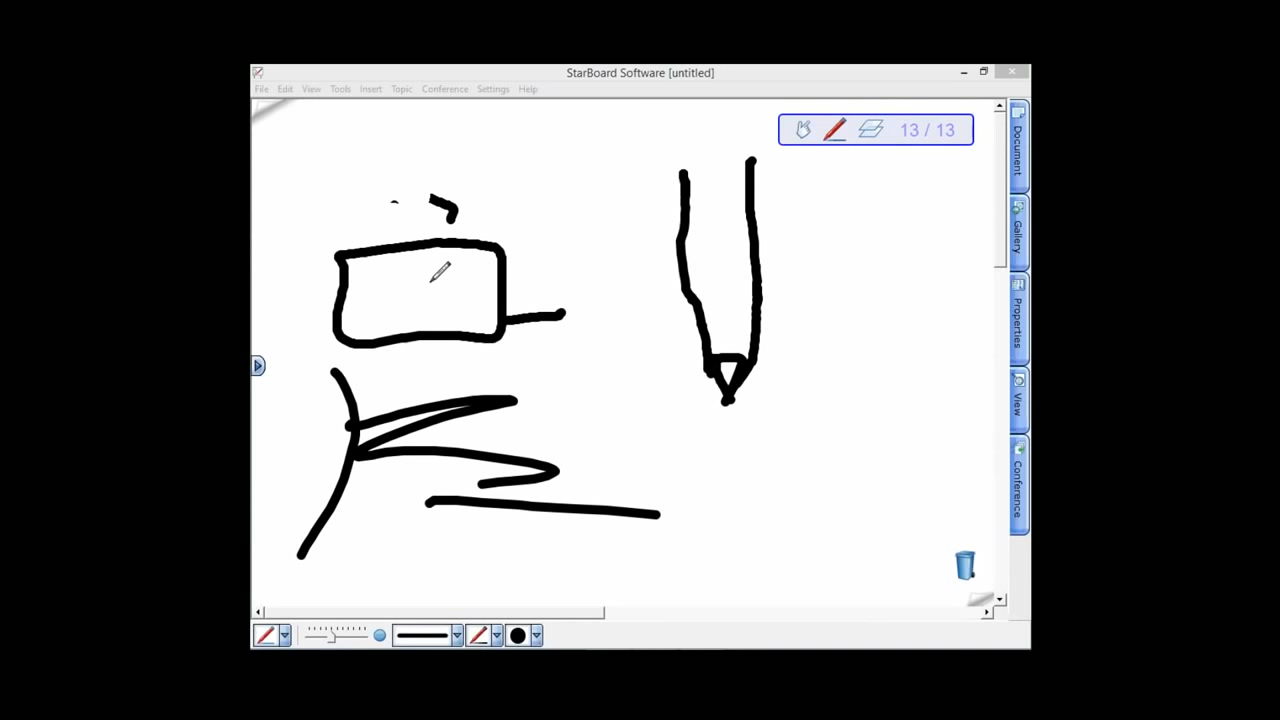 StarBoard Software [untitled]
File Edit View Tools Insert Topic Conference Settings Help
13 / 13
Document
Gallery
Properties
View
Conference